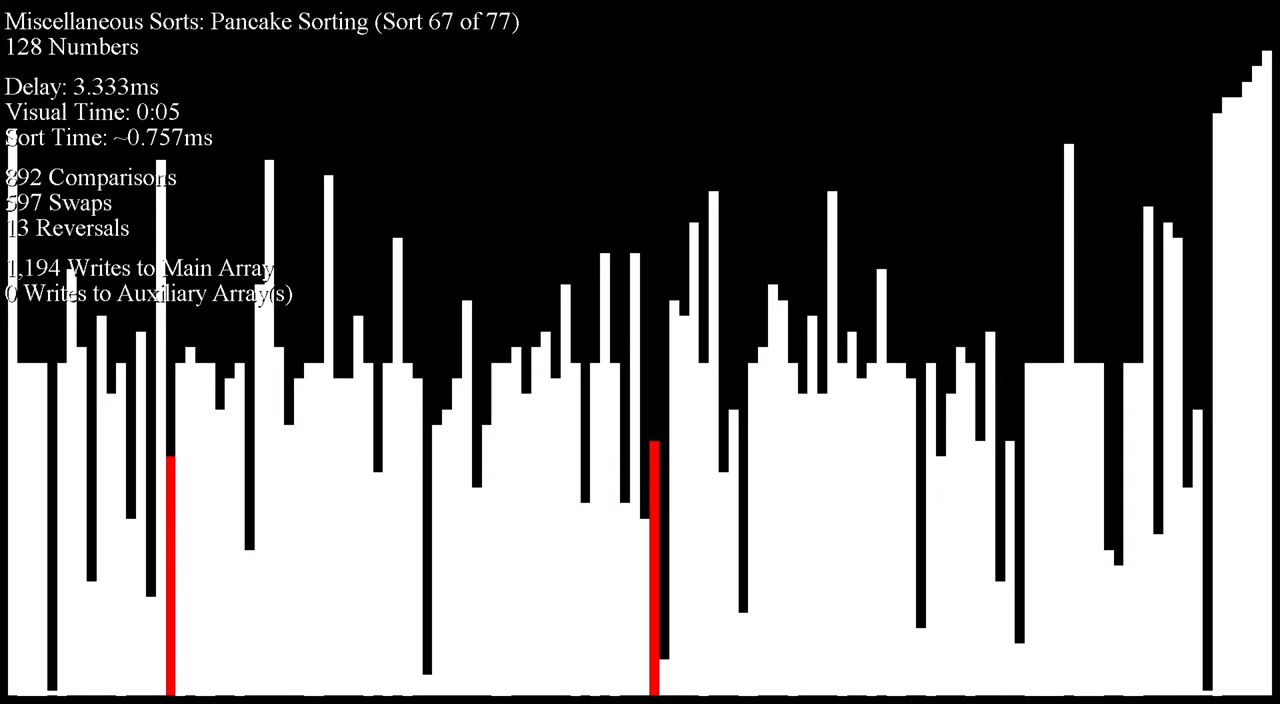 Miscellaneous Sorts: Pancake Sorting (Sort 67 of 77)
128 Numbers
Delay: 3.333ms
Visual Time: 0:05
Sort Time: ~0.757ms
892 Comparisons
597 Swaps
13 Reversals
1,194 Writes to Main Array
0 Writes to Auxiliary Array(s)